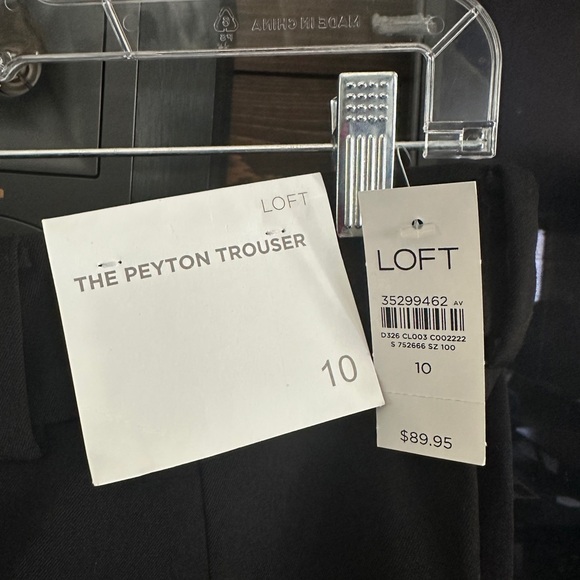 MADE IN CHINA
LOFT
THE PEYTON TROUSER
10
LOFT
35299462 AV
D326 CL003 C002222
S 752666 SZ 100
10
$89.95